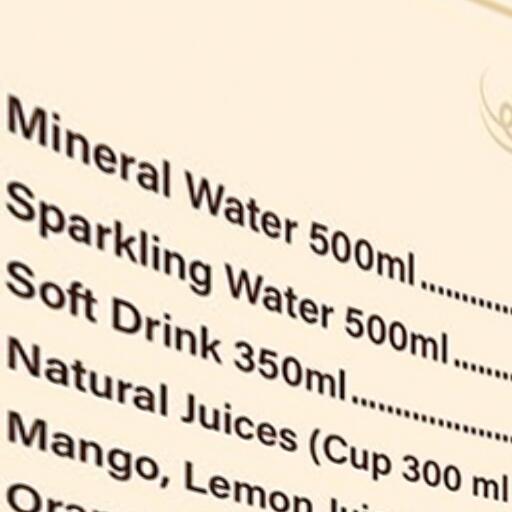 Mineral Water 500ml............
Sparkling Water 500ml........
Soft Drink 350ml....................
Natural Juices (Cup 300 ml
Mango, Lemon